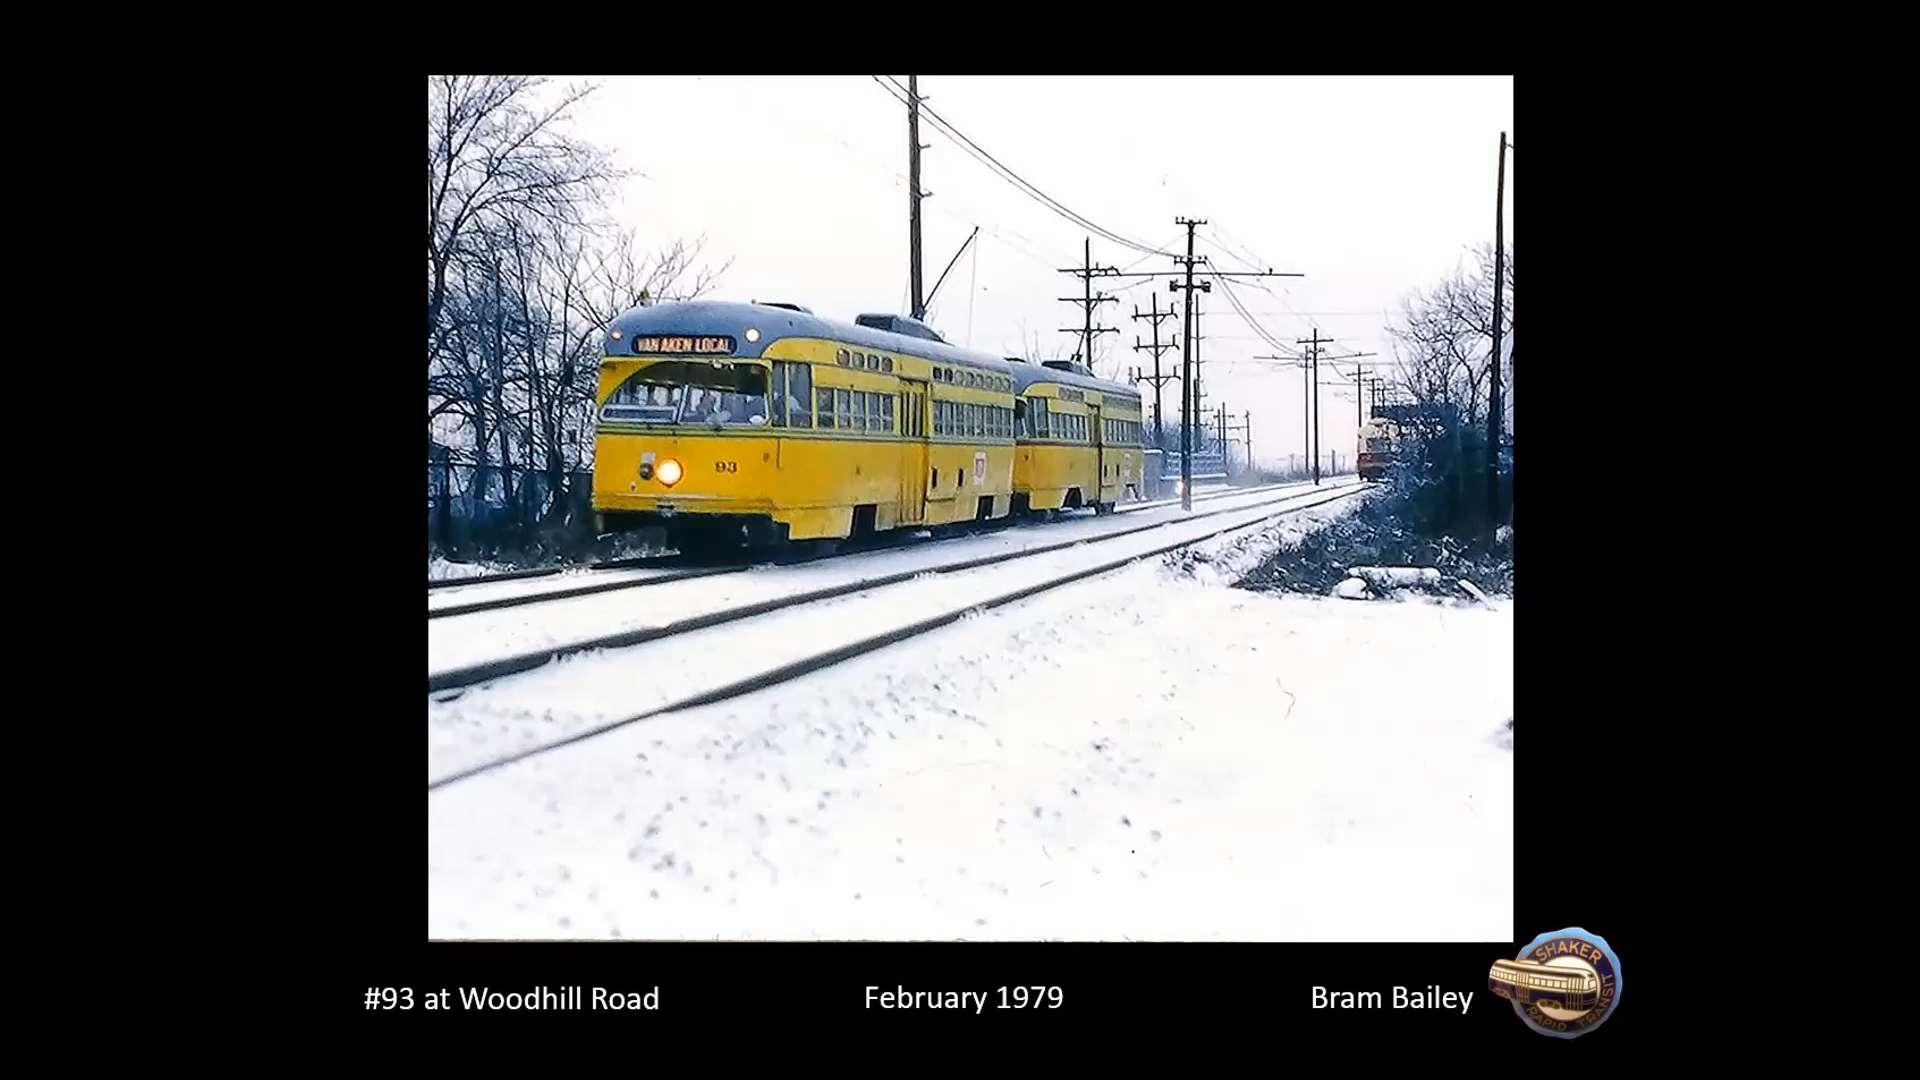 VAN AKEN LOCAL
93
#93 at Woodhill Road
February 1979
Bram Bailey
SHAKER
RAPID TRANSIT